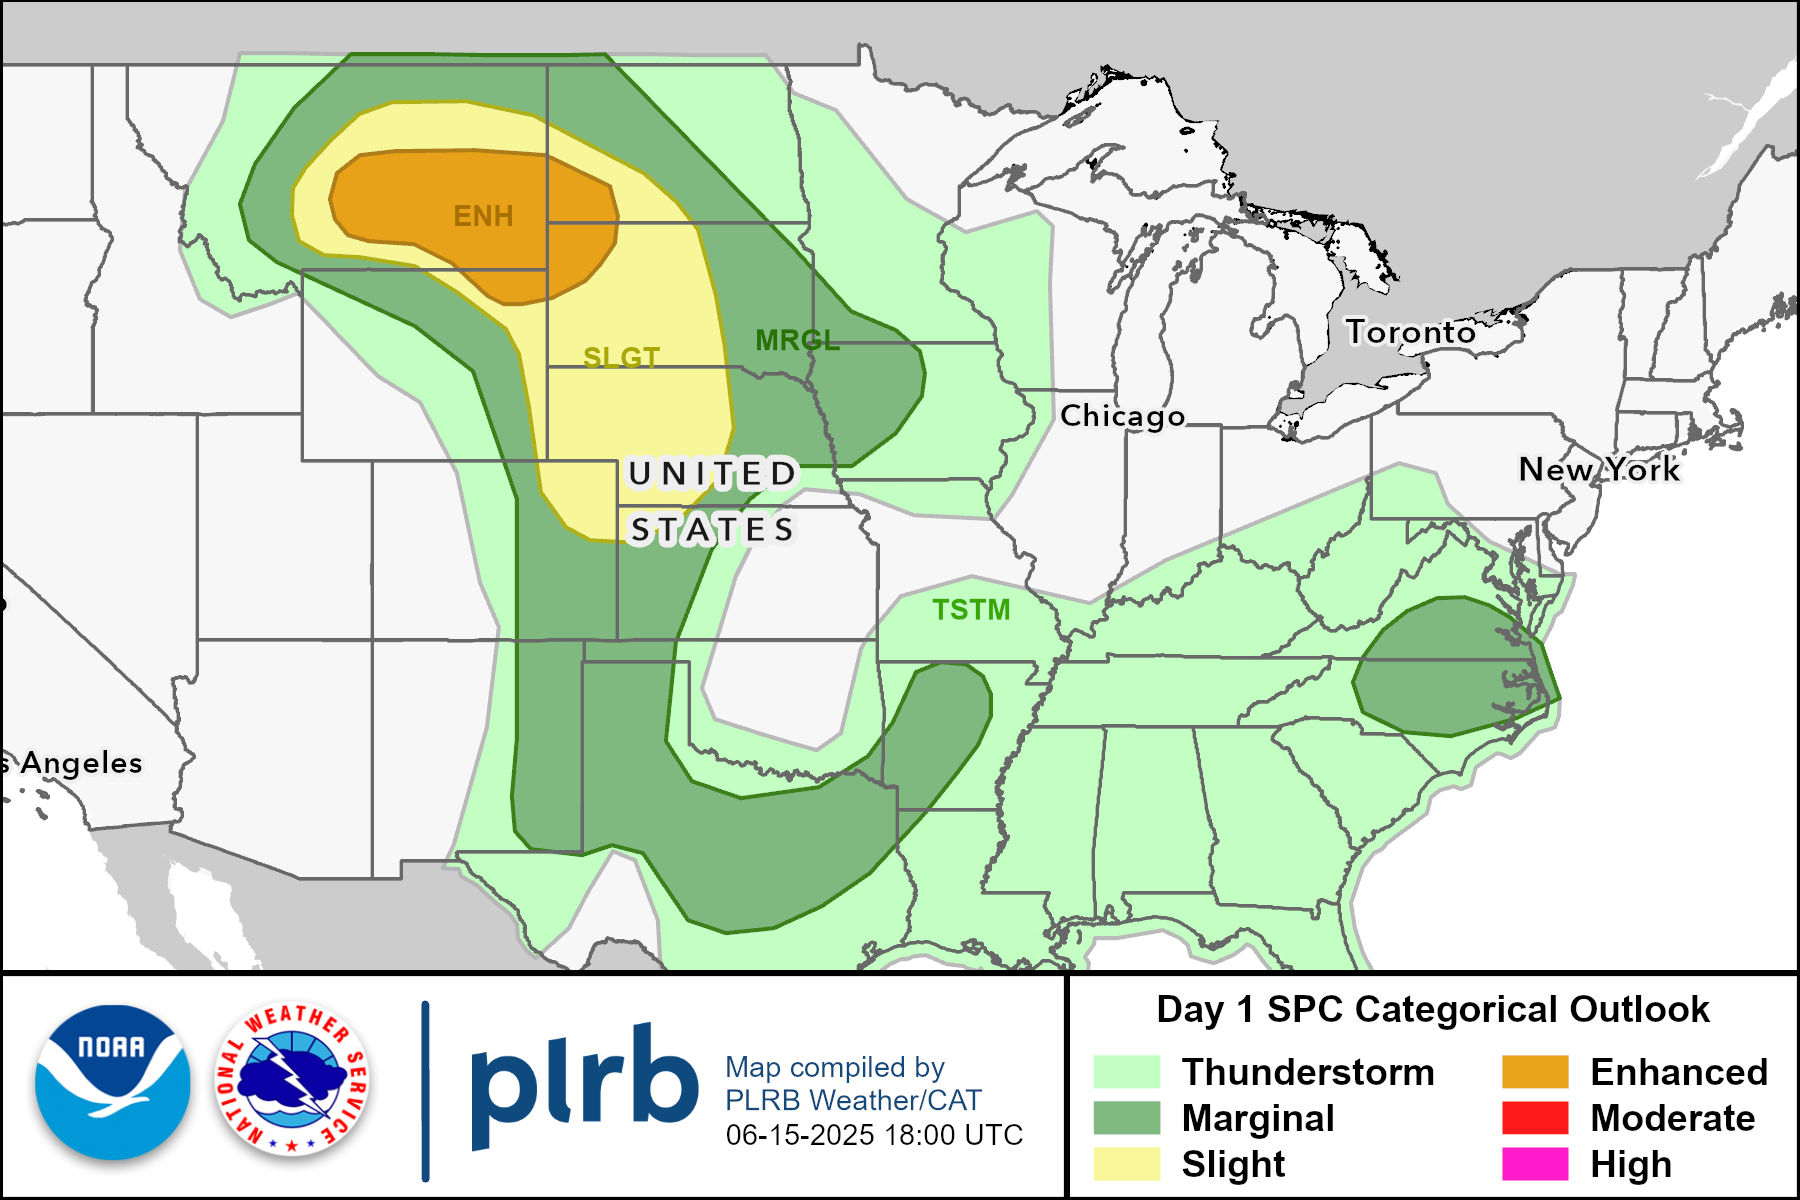 ENH
MRGL
SLGT
Toronto
Chicago
UNITED
STATES
New York
TSTM
s Angeles
NOAA
NATIONAL WEATHER SERVICE
plrb
Map compiled by
PLRB Weather/CAT
06-15-2025 18:00 UTC
Day 1 SPC Categorical Outlook
Thunderstorm
Marginal
Slight
Enhanced
Moderate
High